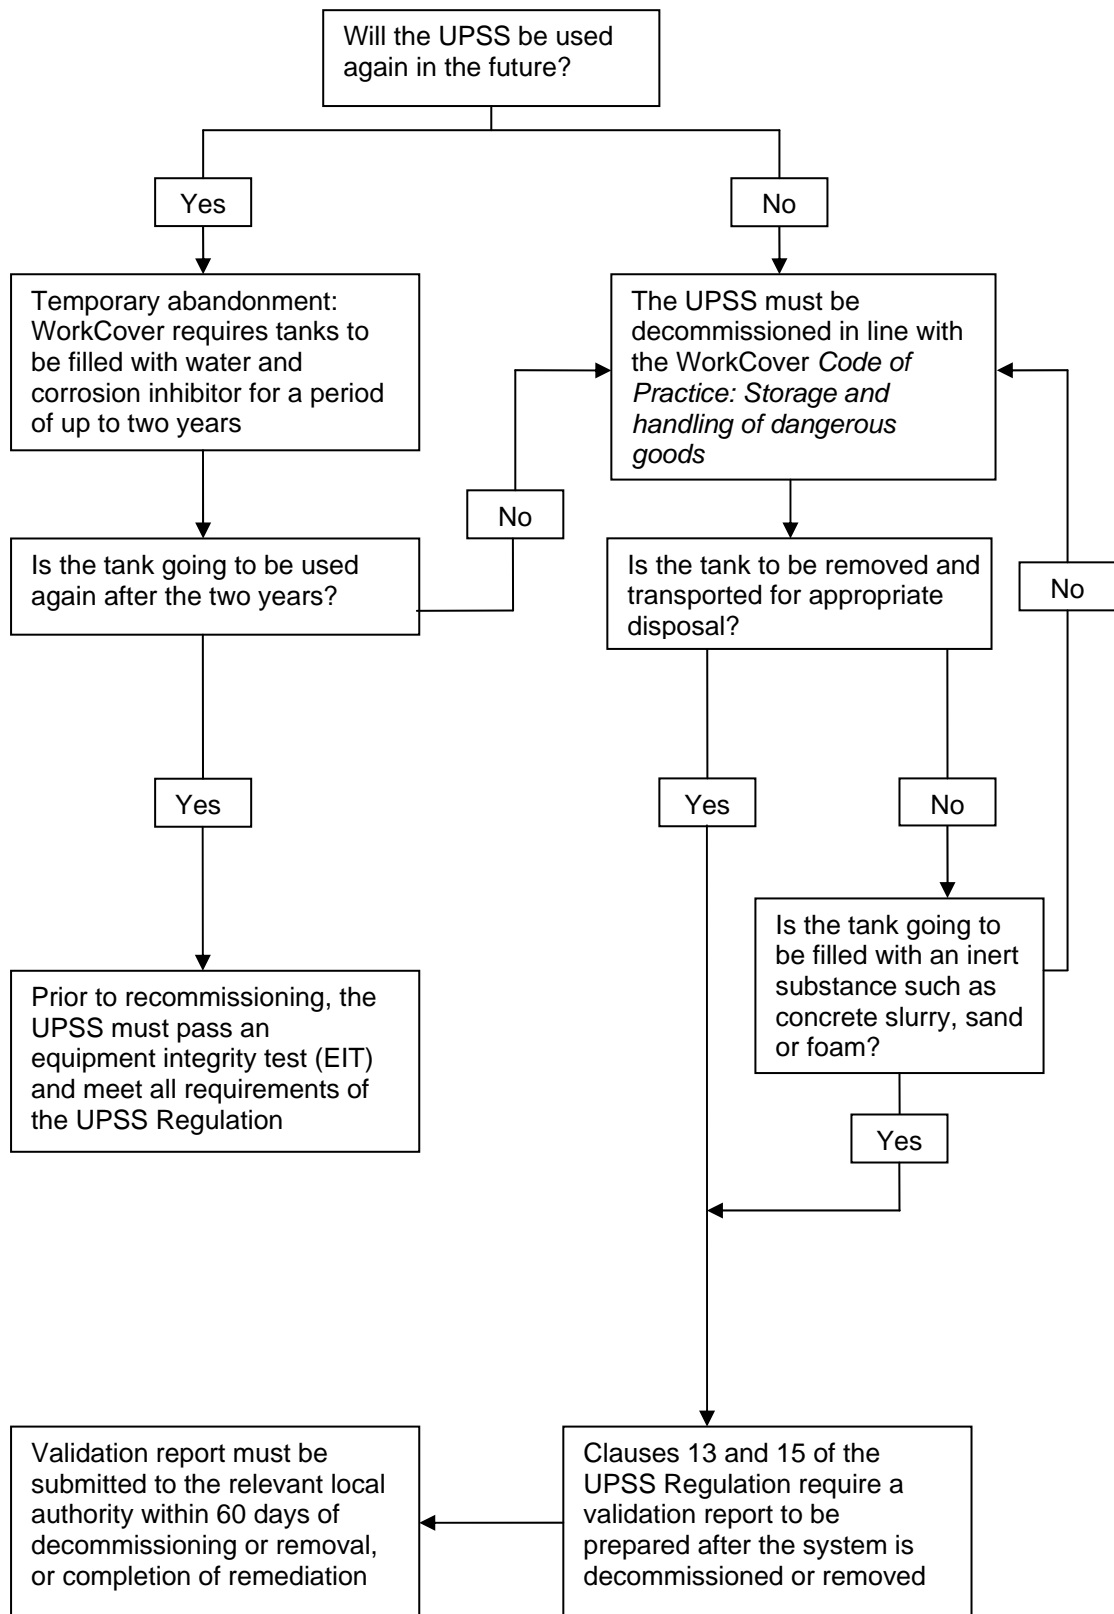 Will the UPSS be used
again in the future?
Yes
No
Temporary abandonment:
WorkCover requires tanks to
be filled with water and
corrosion inhibitor for a period
of up to two years
The UPSS must be
decommissioned in line with
the WorkCover Code of
Practice: Storage and
handling of dangerous
goods
No
Is the tank going to be used
again after the two years?
Is the tank to be removed and
transported for appropriate
disposal?
No
Yes
Yes
No
Is the tank going to
be filled with an inert
substance such as
concrete slurry, sand
or foam?
Prior to recommissioning, the
UPSS must pass an
equipment integrity test (EIT)
and meet all requirements of
the UPSS Regulation
Yes
Validation report must be
submitted to the relevant local
authority within 60 days of
decommissioning or removal,
or completion of remediation
Clauses 13 and 15 of the
UPSS Regulation require a
validation report to be
prepared after the system is
decommissioned or removed